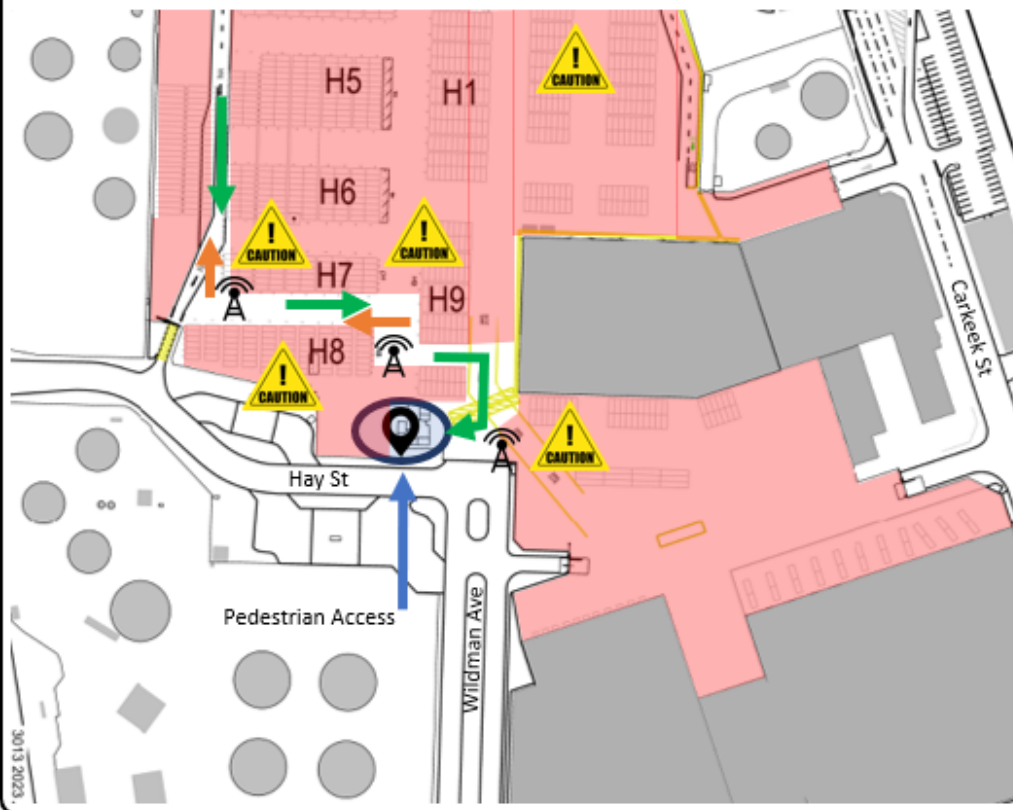 H5
H1
!
CAUTION
H6
!
CAUTION
!
CAUTION
H7
H9
H8
!
CAUTION
!
CAUTION
Carkeek St
Hay St
Pedestrian Access
Wildman Ave
3013 2023